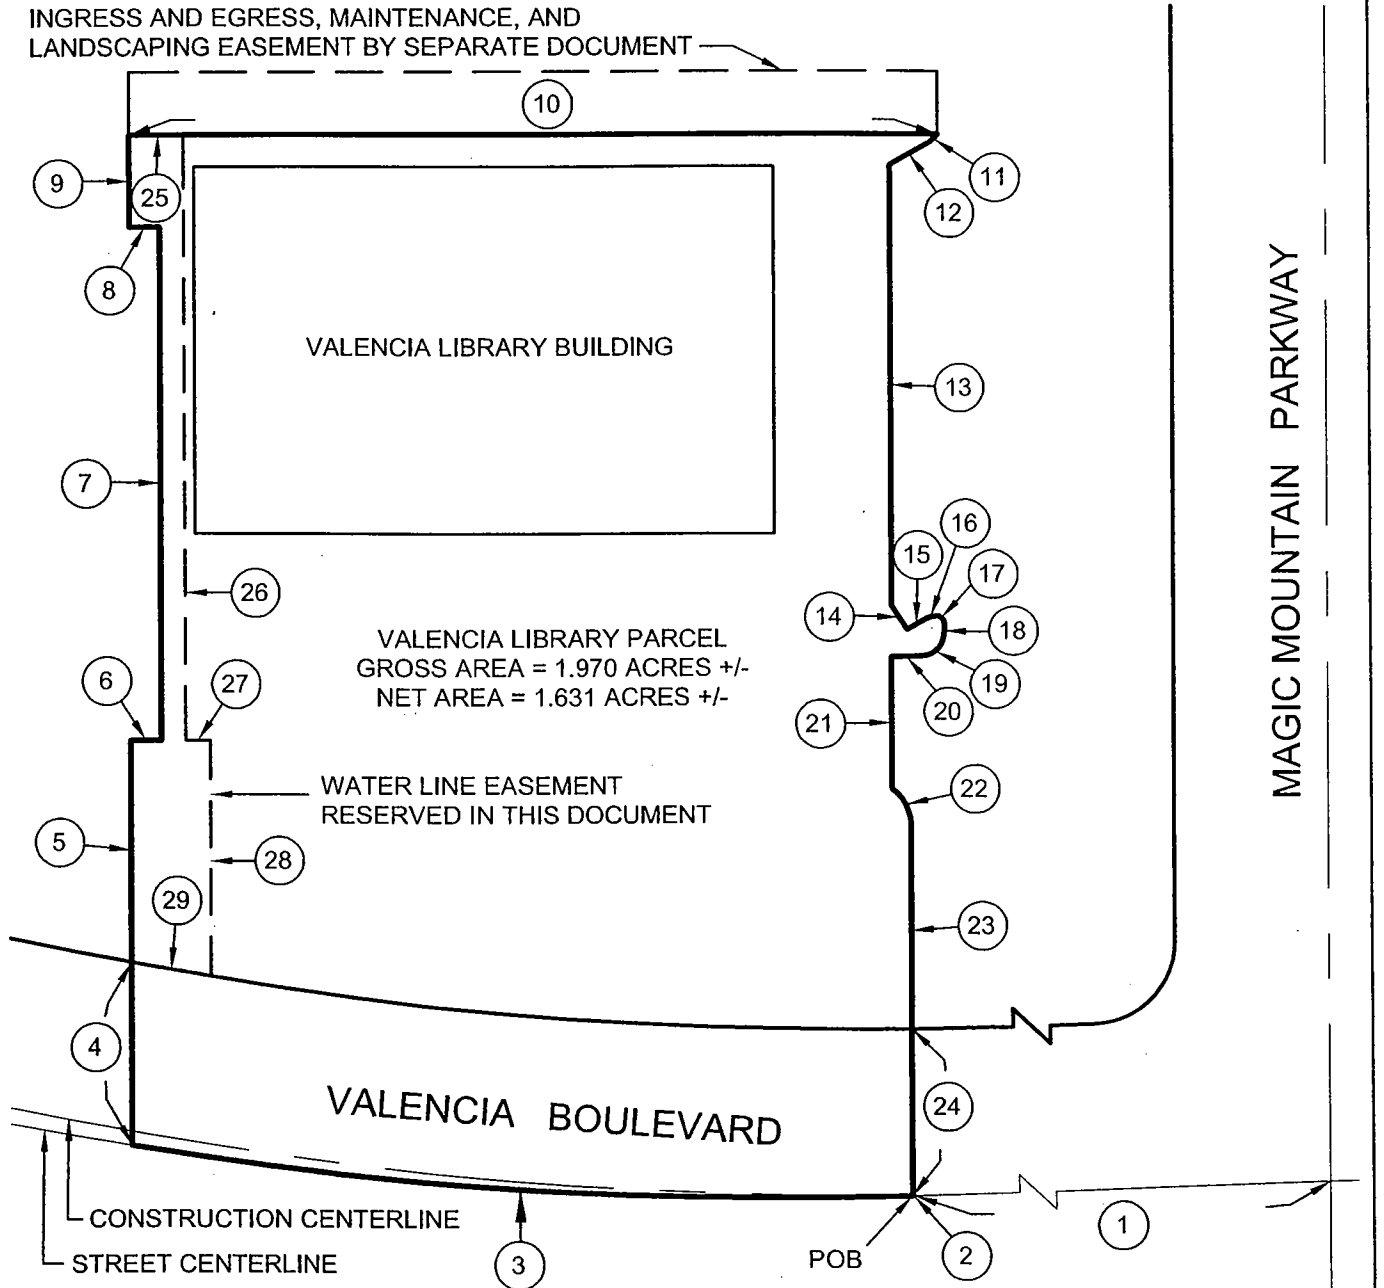 INGRESS AND EGRESS, MAINTENANCE, AND
LANDSCAPING EASEMENT BY SEPARATE DOCUMENT
10
9
25
11
12
8
VALENCIA LIBRARY BUILDING
13
7
16
15
17
26
14
18
VALENCIA LIBRARY PARCEL
GROSS AREA = 1.970 ACRES +/-
NET AREA = 1.631 ACRES +/-
6
27
19
20
21
WATER LINE EASEMENT
RESERVED IN THIS DOCUMENT
22
5
28
29
23
4
24
VALENCIA BOULEVARD
MAGIC MOUNTAIN PARKWAY
CONSTRUCTION CENTERLINE
STREET CENTERLINE
3
POB
2
1